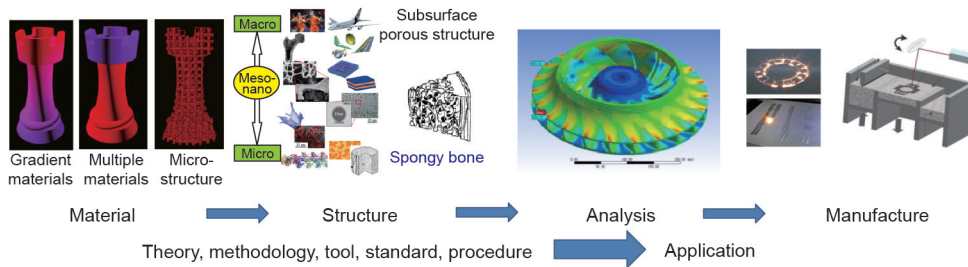 Gradient
materials
Multiple
materials
Micro-
structure
Macro
Meso-
nano
Micro
Subsurface
porous structure
Spongy bone
Material
Structure
Analysis
Manufacture
Theory, methodology, tool, standard, procedure
Application